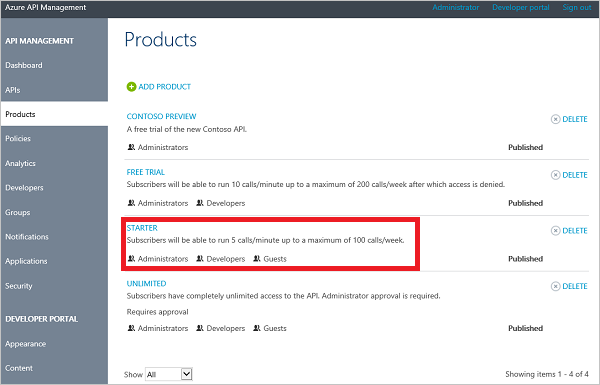 Azure API Management
Administrator Developer portal Sign out
API MANAGEMENT
Dashboard
APIs
Products
Policies
Analytics
Developers
Groups
Notifications
Applications
Security
DEVELOPER PORTAL
Appearance
Content
Products
ADD PRODUCT
CONTOSO PREVIEW
DELETE
A free trial of the new Contoso API.
Administrators
Published
FREE TRIAL
DELETE
Subscribers will be able to run 10 calls/minute up to a maximum of 200 calls/week after which access is denied.
Administrators Developers
Published
STARTER
DELETE
Subscribers will be able to run 5 calls/minute up to a maximum of 100 calls/week.
Administrators Developers Guests
Published
UNLIMITED
DELETE
Subscribers have completely unlimited access to the API. Administrator approval is required.
Requires approval
Administrators Developers Guests
Published
Show All
Showing items 1 - 4 of 4